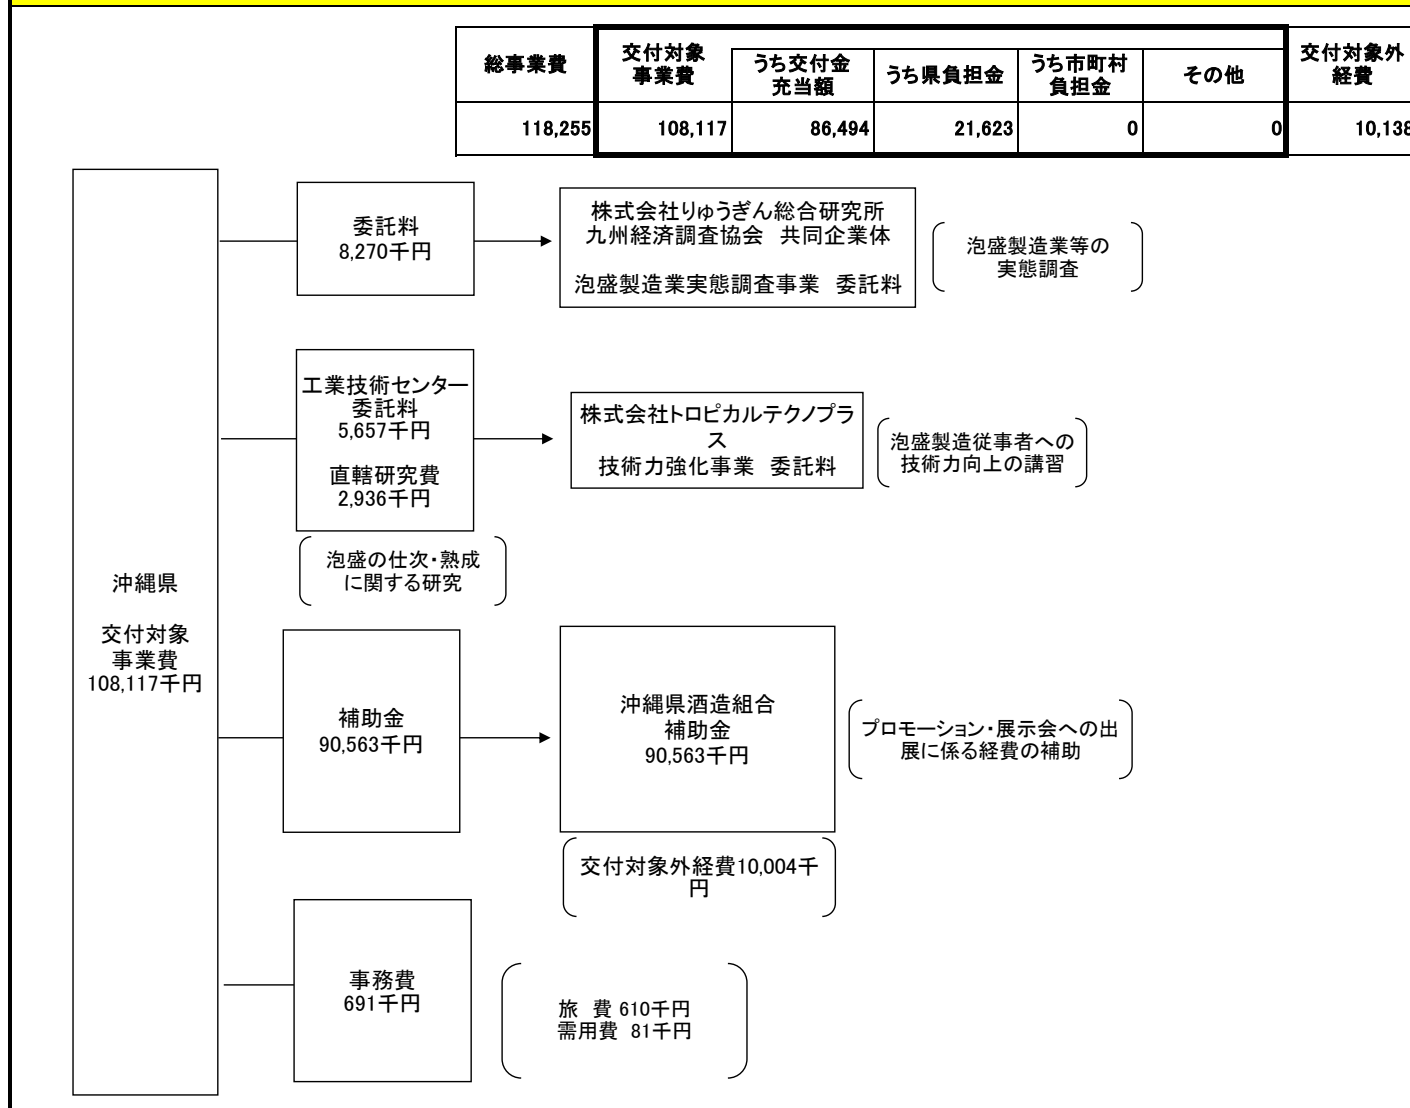 総事業費
交付対象
事業費
うち交付金
充当額
うち県負担金
うち市町村
負担金
その他
交付対象外
経費
118,255
108,117
86,494
21,623
0
0
10,138
沖縄県
交付対象
事業費
108,117千円
委託料
8,270千円
株式会社りゅうぎん総合研究所
九州経済調査協会 共同企業体
泡盛製造業実態調査事業 委託料
泡盛製造業等の
実態調査
工業技術センター
委託料
5,657千円
直轄研究費
2,936千円
株式会社トロピカルテクノプラ
ス
技術力強化事業 委託料
泡盛製造従事者への
技術力向上の講習
泡盛の仕次・熟成
に関する研究
補助金
90,563千円
沖縄県酒造組合
補助金
90,563千円
プロモーション・展示会への出
展に係る経費の補助
交付対象外経費10,004千
円
事務費
691千円
旅 費 610千円
需用費 81千円